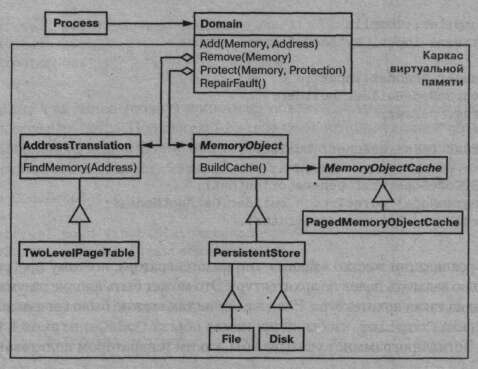 Process
Domain
Add(Memory, Address)
Remove(Memory)
Protect(Memory, Protection)
RepairFault()
Каркас
виртуальной
памяти
AddressTranslation
FindMemory(Address)
MemoryObject
BuildCache()
MemoryObjectCache
PagedMemoryObjectCache
TwoLevelPageTable
PersistentStore
File
Disk